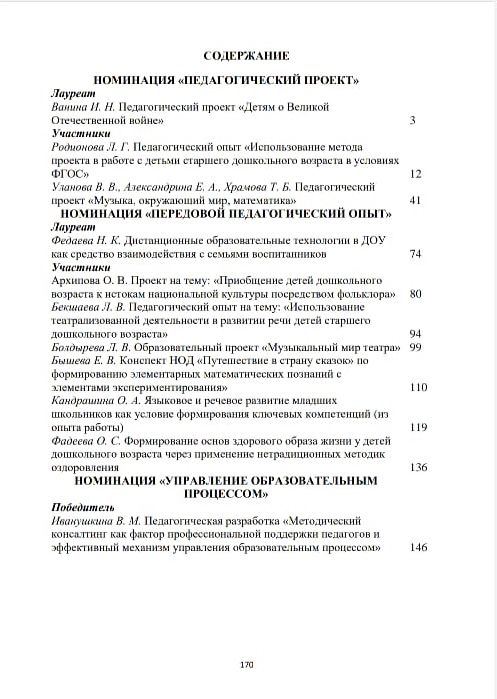 СОДЕРЖАНИЕ
НОМИНАЦИЯ «ПЕДАГОГИЧЕСКИЙ ПРОЕКТ»
Лауреат
Ванина И. Н. Педагогический проект «Детям о Великой
Отечественной войне» 3
Участники
Родионова Л. Г. Педагогический опыт «Использование метода
проекта в работе с детьми старшего дошкольного возраста в условиях
ФГОС» 12
Уланова В. В., Александрина Е. А., Храмова Т. Б. Педагогический
проект «Музыка, окружающий мир, математика» 41
НОМИНАЦИЯ «ПЕРЕДОВОЙ ПЕДАГОГИЧЕСКИЙ ОПЫТ»
Лауреат
Федаева Н. К. Дистанционные образовательные технологии в ДОУ
как средство взаимодействия с семьями воспитанников 74
Участники
Архипова О. В. Проект на тему: «Приобщение детей дошкольного
возраста к истокам национальной культуры посредством фольклора» 80
Бекшаева Л. В. Педагогический опыт на тему: «Использование
театрализованной деятельности в развитии речи детей старшего
дошкольного возраста» 94
Болдырева Л. В. Образовательный проект «Музыкальный мир театра» 99
Бышева Е. В. Конспект НОД «Путешествие в страну сказок» по
формированию элементарных математических познаний с
элементами экспериментирования» 110
Кандрашина О. А. Языковое и речевое развитие младших
школьников как условие формирования ключевых компетенций (из
опыта работы) 119
Фадеева О. С. Формирование основ здорового образа жизни у детей
дошкольного возраста через применение нетрадиционных методик
оздоровления 136
НОМИНАЦИЯ «УПРАВЛЕНИЕ ОБРАЗОВАТЕЛЬНЫМ
ПРОЦЕССОМ»
Победитель
Иванушкина В. М. Педагогическая разработка «Методический
консалтинг как фактор профессиональной поддержки педагогов и
эффективный механизм управления образовательным процессом» 146
170